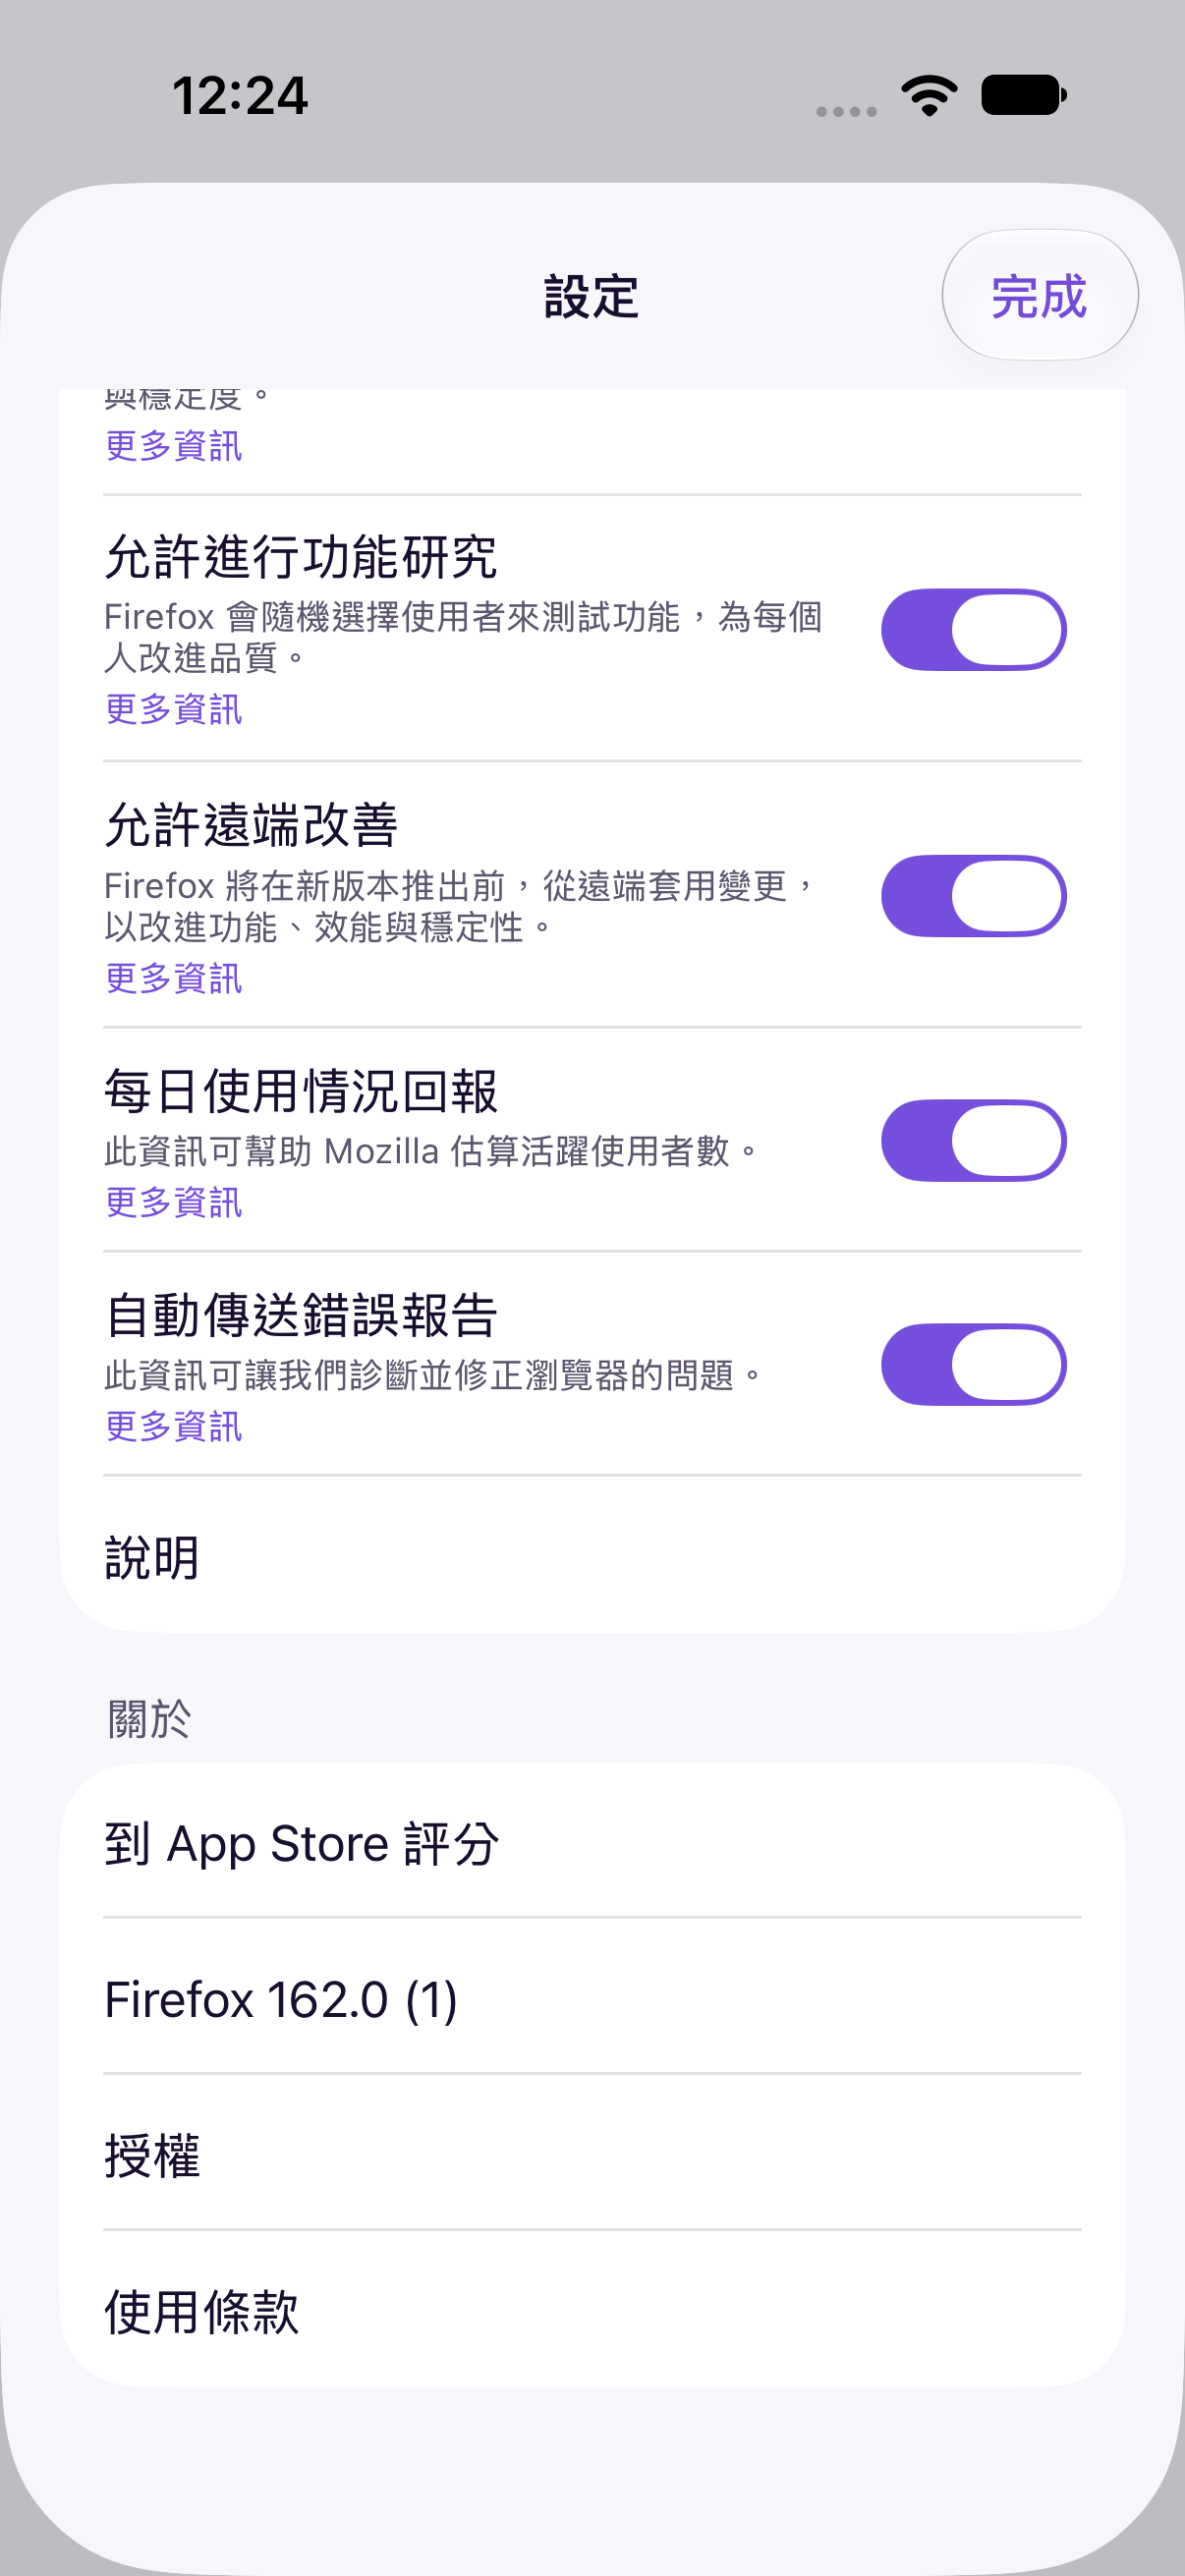 12:24
設定
完成
與穩定度。
更多資訊
允許進行功能研究
Firefox 會隨機選擇使用者來測試功能，為每個
人改進品質。
更多資訊
允許遠端改善
Firefox 將在新版本推出前，從遠端套用變更，
以改進功能、效能與穩定性。
更多資訊
每日使用情況回報
此資訊可幫助 Mozilla 估算活躍使用者數。
更多資訊
自動傳送錯誤報告
此資訊可讓我們診斷並修正瀏覽器的問題。
更多資訊
說明
關於
到 App Store 評分
Firefox 162.0 (1)
授權
使用條款